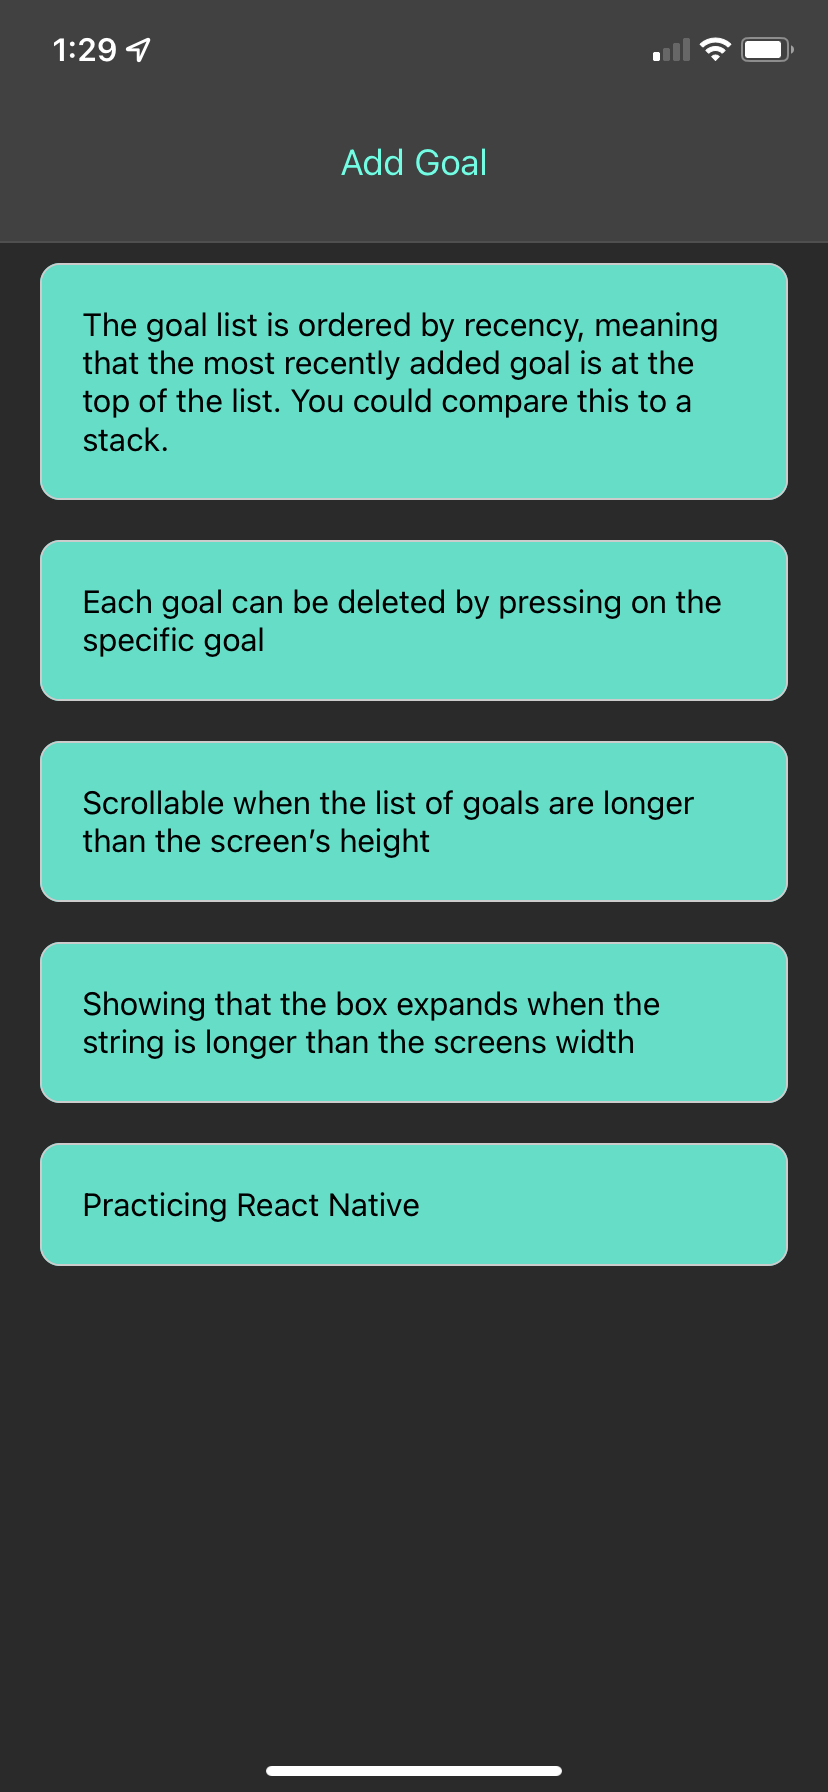 1:29
Add Goal
The goal list is ordered by recency, meaning
that the most recently added goal is at the
top of the list. You could compare this to a
stack.
Each goal can be deleted by pressing on the
specific goal
Scrollable when the list of goals are longer
than the screen’s height
Showing that the box expands when the
string is longer than the screens width
Practicing React Native